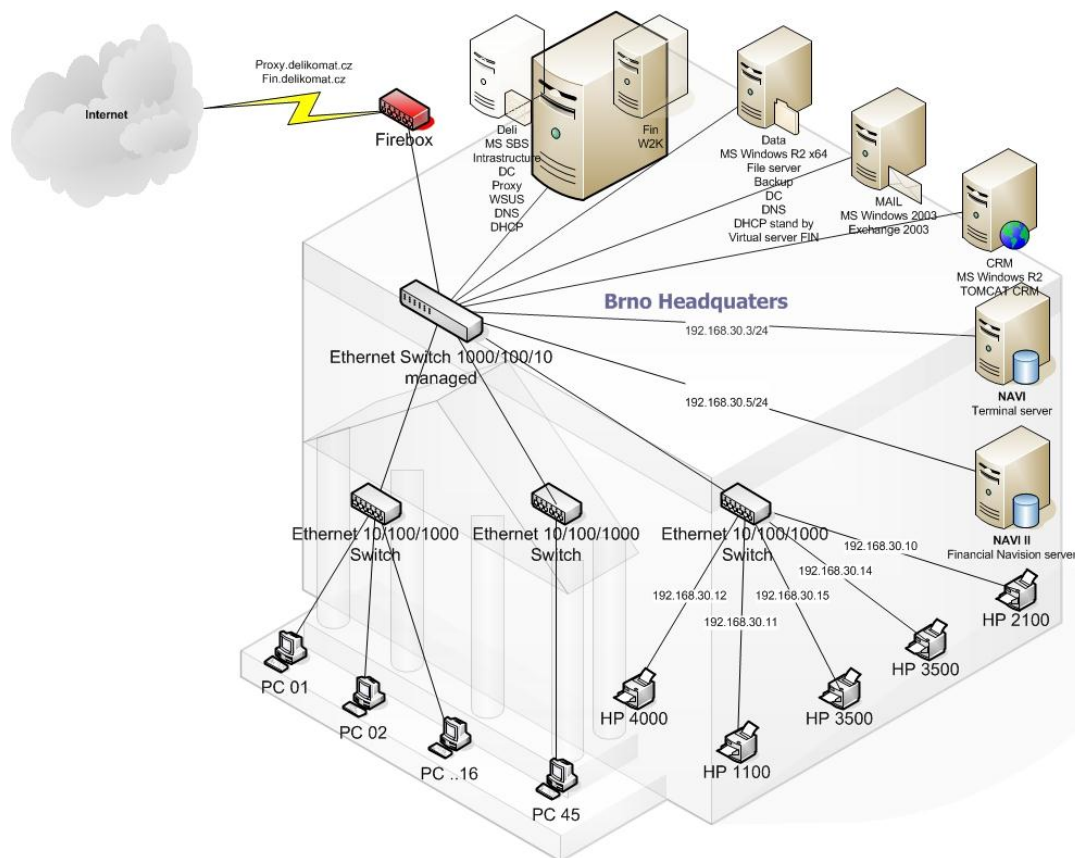 Proxy.delikomat.cz
Fin.delikomat.cz
Internet
Firebox
Deli
MS SBS
Intrastructure
DC
Proxy
WSUS
DNS
DHCP
Fin
W2K
Data
MS Windows R2 x64
File server
Backup
DC
DNS
DHCP stand by
Virtual server FIN
MAIL
MS Windows 2003
Exchange 2003
CRM
MS Windows R2
TOMCAT CRM
Brno Headquaters
192.168.30.3/24
Ethernet Switch 1000/100/10
managed
NAVI
Terminal server
192.168.30.5/24
NAVI II
Financial Navision server
Ethernet 10/100/1000
Switch
Ethernet 10/100/1000
Switch
Ethernet 10/100/1000
Switch
192.168.30.10
192.168.30.14
192.168.30.12
192.168.30.15
192.168.30.11
HP 2100
HP 3500
HP 4000
HP 3500
HP 1100
PC 01
PC 02
PC ..16
PC 45